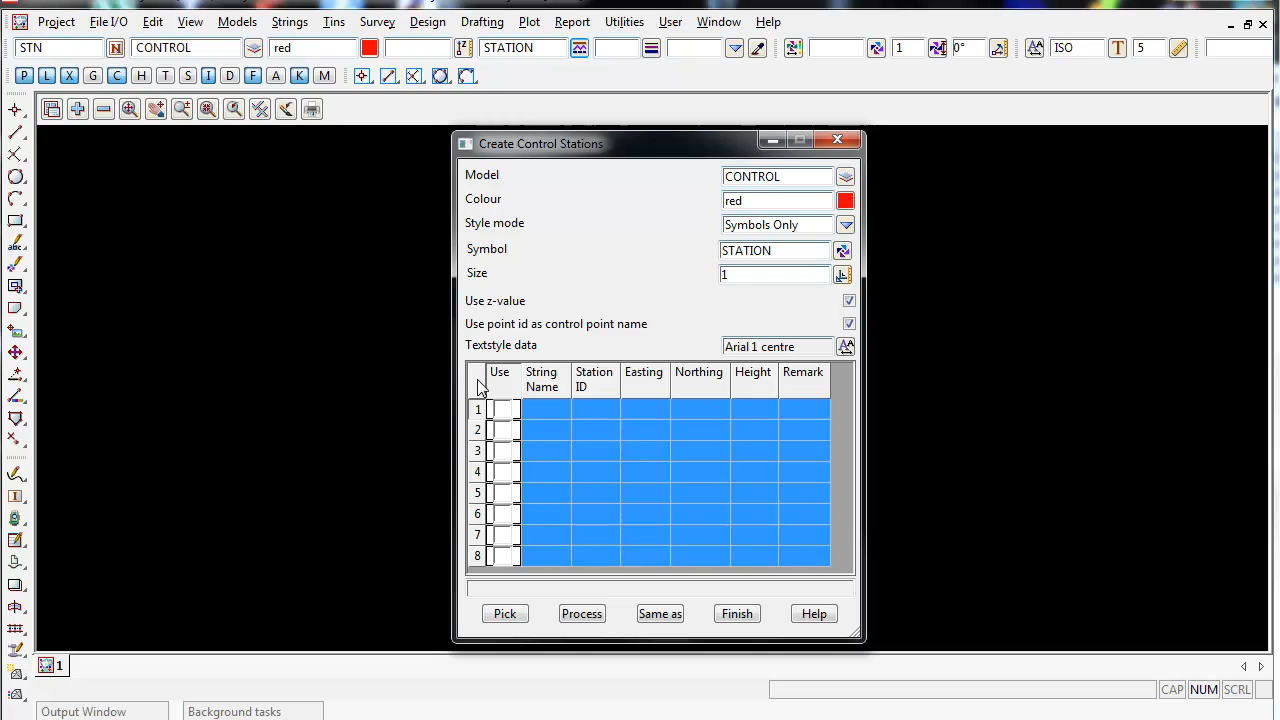 Project File I/O Edit View Models Strings Tins Survey Design Drafting Plot Report Utilities User Window Help
STN N CONTROL red STATION 1 0° ISO T 5
P L X G C H T S I D F A K M
Create Control Stations
Model CONTROL
Colour red
Style mode Symbols Only
Symbol STATION
Size 1
Use z-value
Use point id as control point name
Textstyle data Arial 1 centre
Use String Name Station ID Easting Northing Height Remark
1
2
3
4
5
6
7
8
Pick Process Same as Finish Help
1
CAP NUM SCRL
Output Window Background tasks